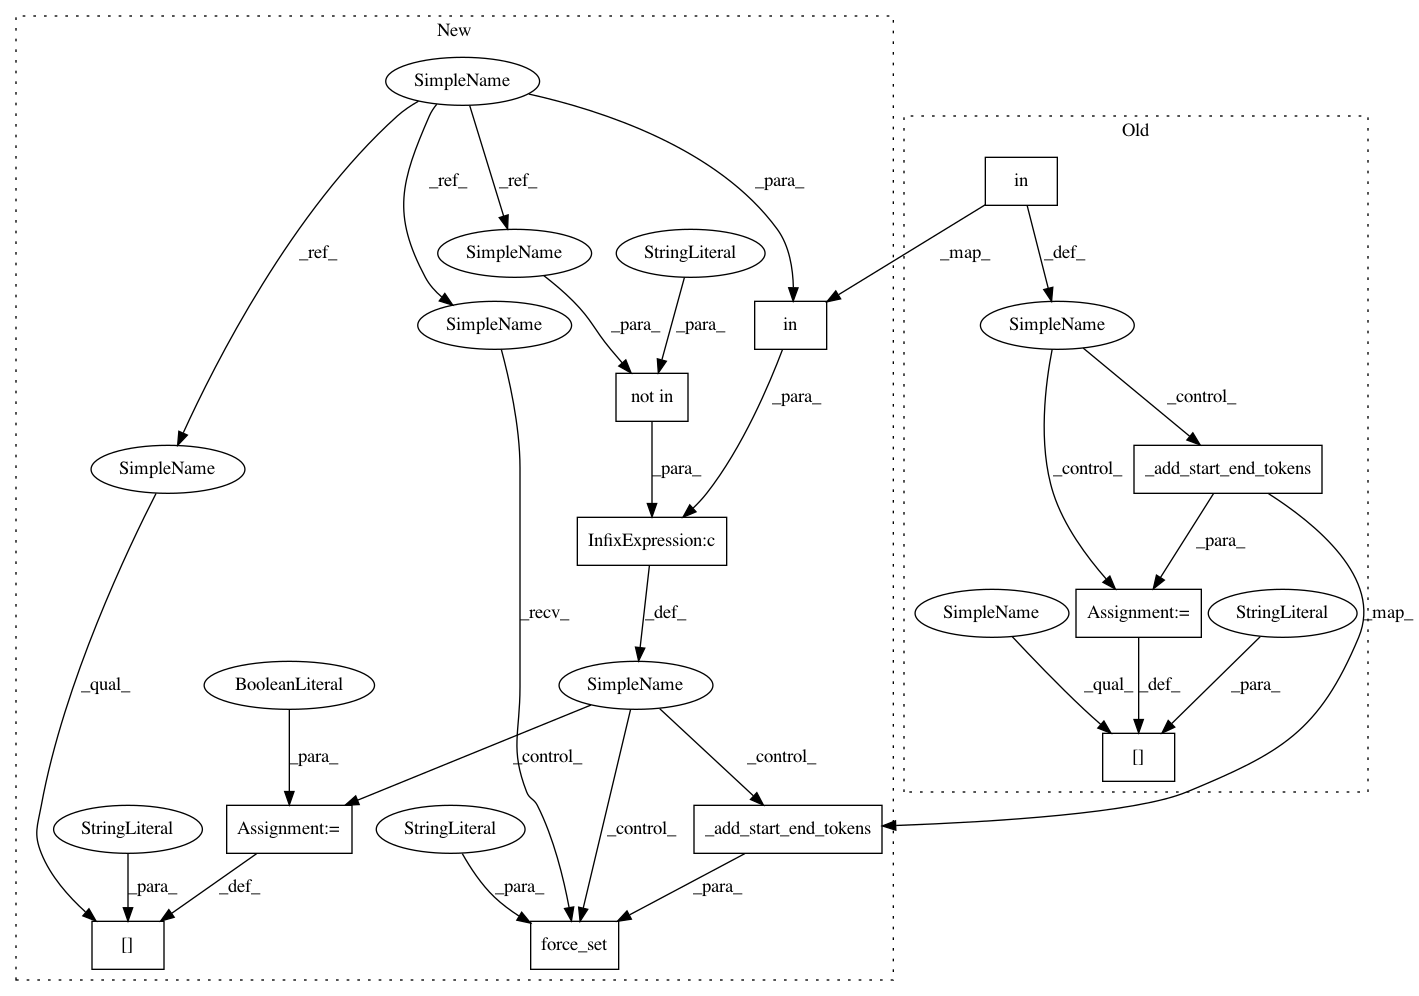 New
SimpleName
Old
_ref_
_ref_
_para_
in
_ref_
SimpleName
StringLiteral
_map_
_def_
SimpleName
_para_
_para_
in
SimpleName
not in
_para_
_control_
SimpleName
_para_
_control_
_add_start_end_tokens
InfixExpression:c
_para_
_recv_
_def_
SimpleName
Assignment:=
StringLiteral
_map_
_qual_
BooleanLiteral
SimpleName
_qual_
_def_
_para_
_para_
_control_
_control_
[]
StringLiteral
Assignment:=
StringLiteral
_control_
_add_start_end_tokens
_para_
_def_
_para_
_para_
[]
force_set